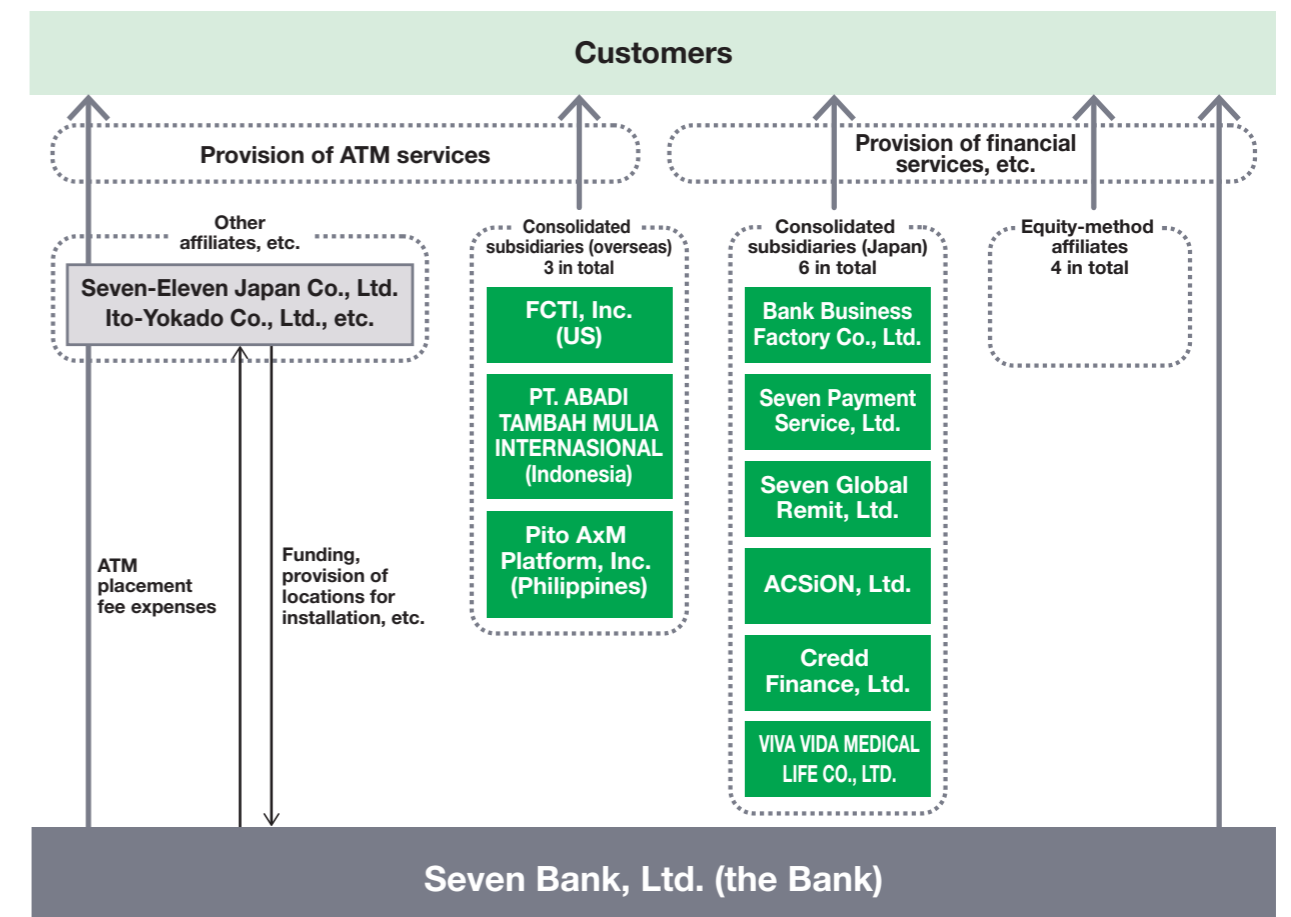 Customers
Provision of ATM services
Provision of financial
services, etc.
Other
affiliates, etc.
Seven-Eleven Japan Co., Ltd.
Ito-Yokado Co., Ltd., etc.
ATM
placement
fee expenses
Funding,
provision of
locations for
installation, etc.
Consolidated
subsidiaries (overseas)
3 in total
FCTI, Inc.
(US)
PT. ABADI
TAMBAH MULIA
INTERNASIONAL
(Indonesia)
Pito AxM
Platform, Inc.
(Philippines)
Consolidated
subsidiaries (Japan)
6 in total
Bank Business
Factory Co., Ltd.
Seven Payment
Service, Ltd.
Seven Global
Remit, Ltd.
ACSiON, Ltd.
Credd
Finance, Ltd.
VIVA VIDA MEDICAL
LIFE CO., LTD.
Equity-method
affiliates
4 in total
Seven Bank, Ltd. (the Bank)